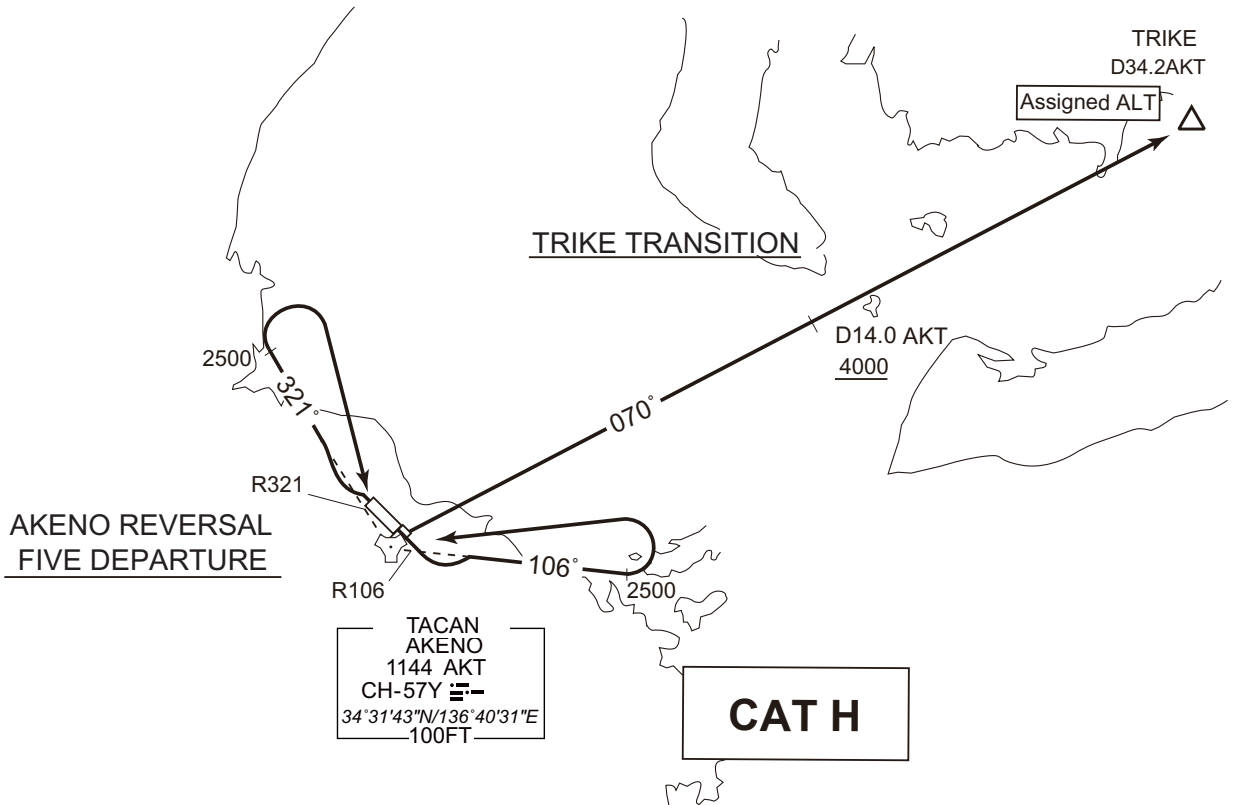 TRIKE
D34.2AKT
Assigned ALT
TRIKE TRANSITION
D14.0 AKT
4000
2500
321°
070°
R321
AKENO REVERSAL
FIVE DEPARTURE
106°
R106
2500
TACAN
AKENO
1144 AKT
CH-57Y
34°31'43"N/136°40'31"E
100FT
CAT H